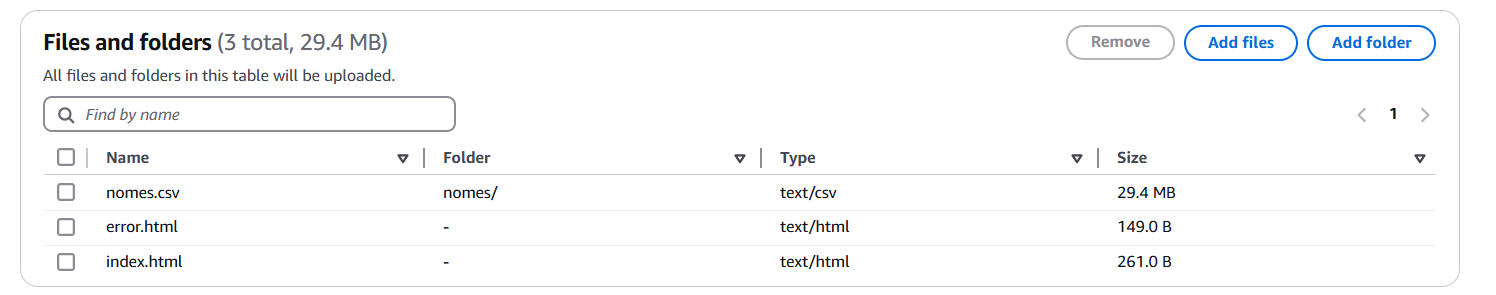 Files and folders (3 total, 29.4 MB)
Remove
Add files
Add folder
All files and folders in this table will be uploaded.
Find by name
1
Name Folder Type Size
nomes.csv nomes/ text/csv 29.4 MB
error.html - text/html 149.0 B
index.html - text/html 261.0 B